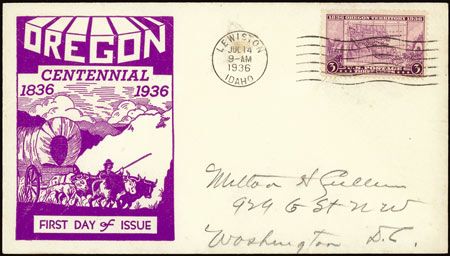 OREGON
CENTENNIAL
1836 1936
FIRST DAY of ISSUE
LEWISTON
JUL 14
9-AM
1936
IDAHO
1836 OREGON TERRITORY 1936
3 3
Milton H
929 G St N W
Washington D.C.